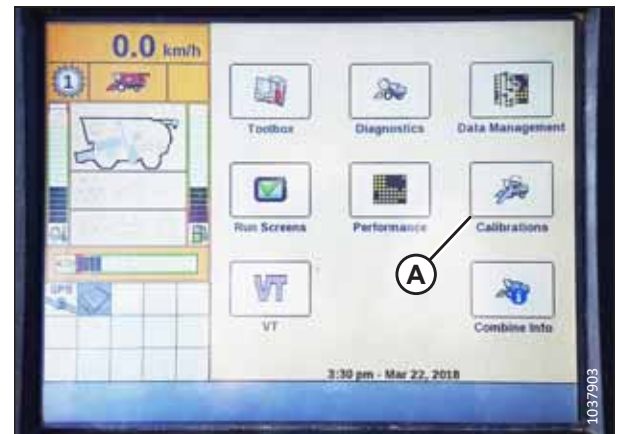 0.0 km/h
1
Toolbox
Diagnostics
Data Management
Run Screens
Performance
Calibrations
A
GPS
VT
VT
Combine Info
3:30 pm - Mar 22, 2018
1037903